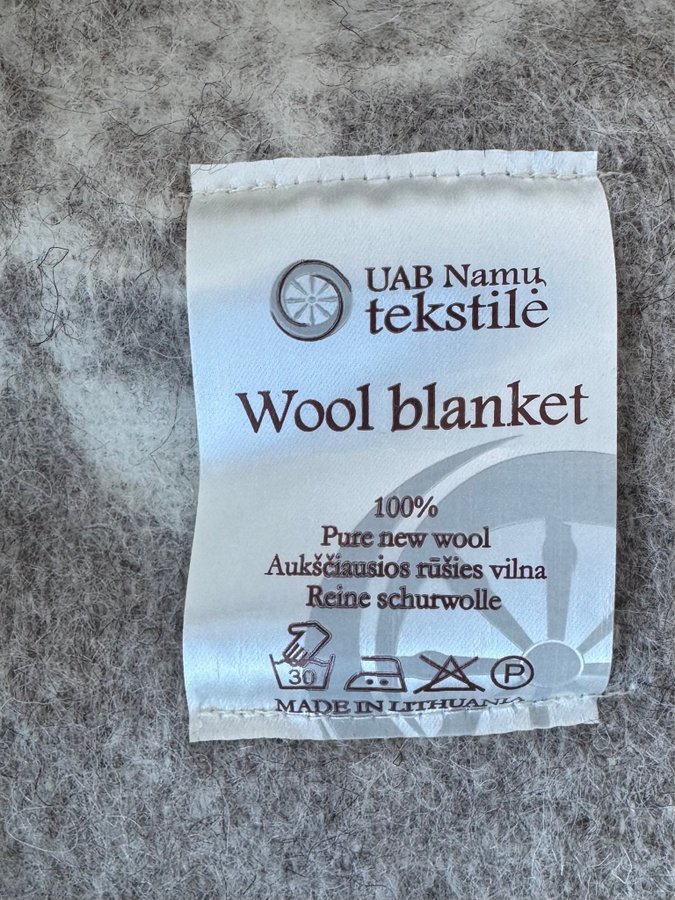 UAB Namų
tekstilė
Wool blanket
100%
Pure new wool
Aukščiausios rūšies vilna
Reine schurwolle
30
P
MADE IN LITHUANIA